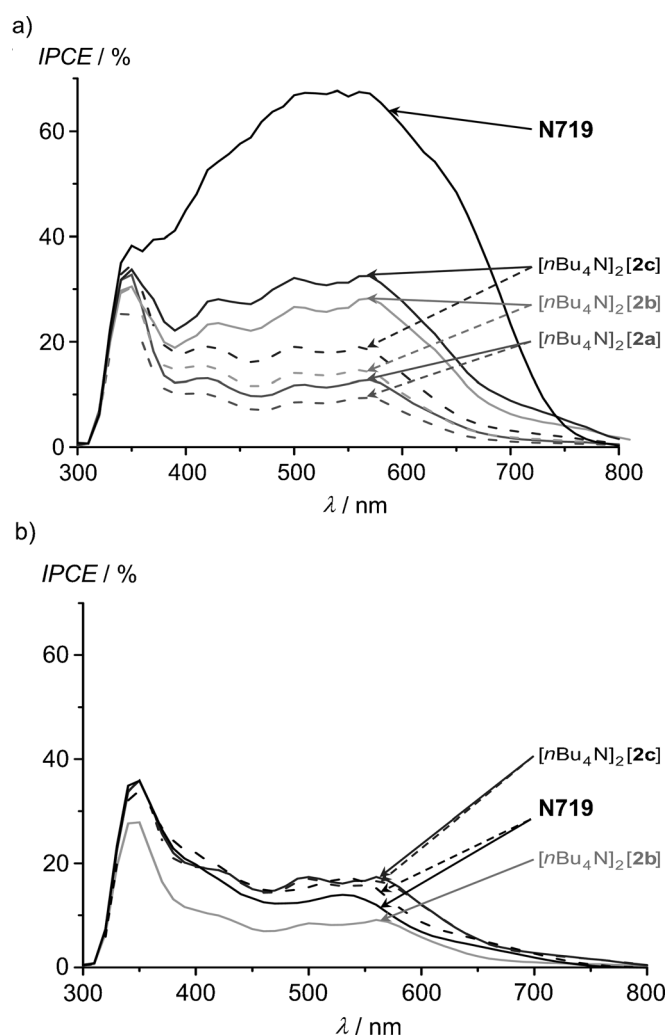 a)
IPCE / %
60
40
20
0
300 400 500 600 700 800
λ / nm
N719
[nBu₄N]₂[2c]
[nBu₄N]₂[2b]
[nBu₄N]₂[2a]
b)
IPCE / %
60
40
20
0
300 400 500 600 700 800
λ / nm
[nBu₄N]₂[2c]
N719
[nBu₄N]₂[2b]